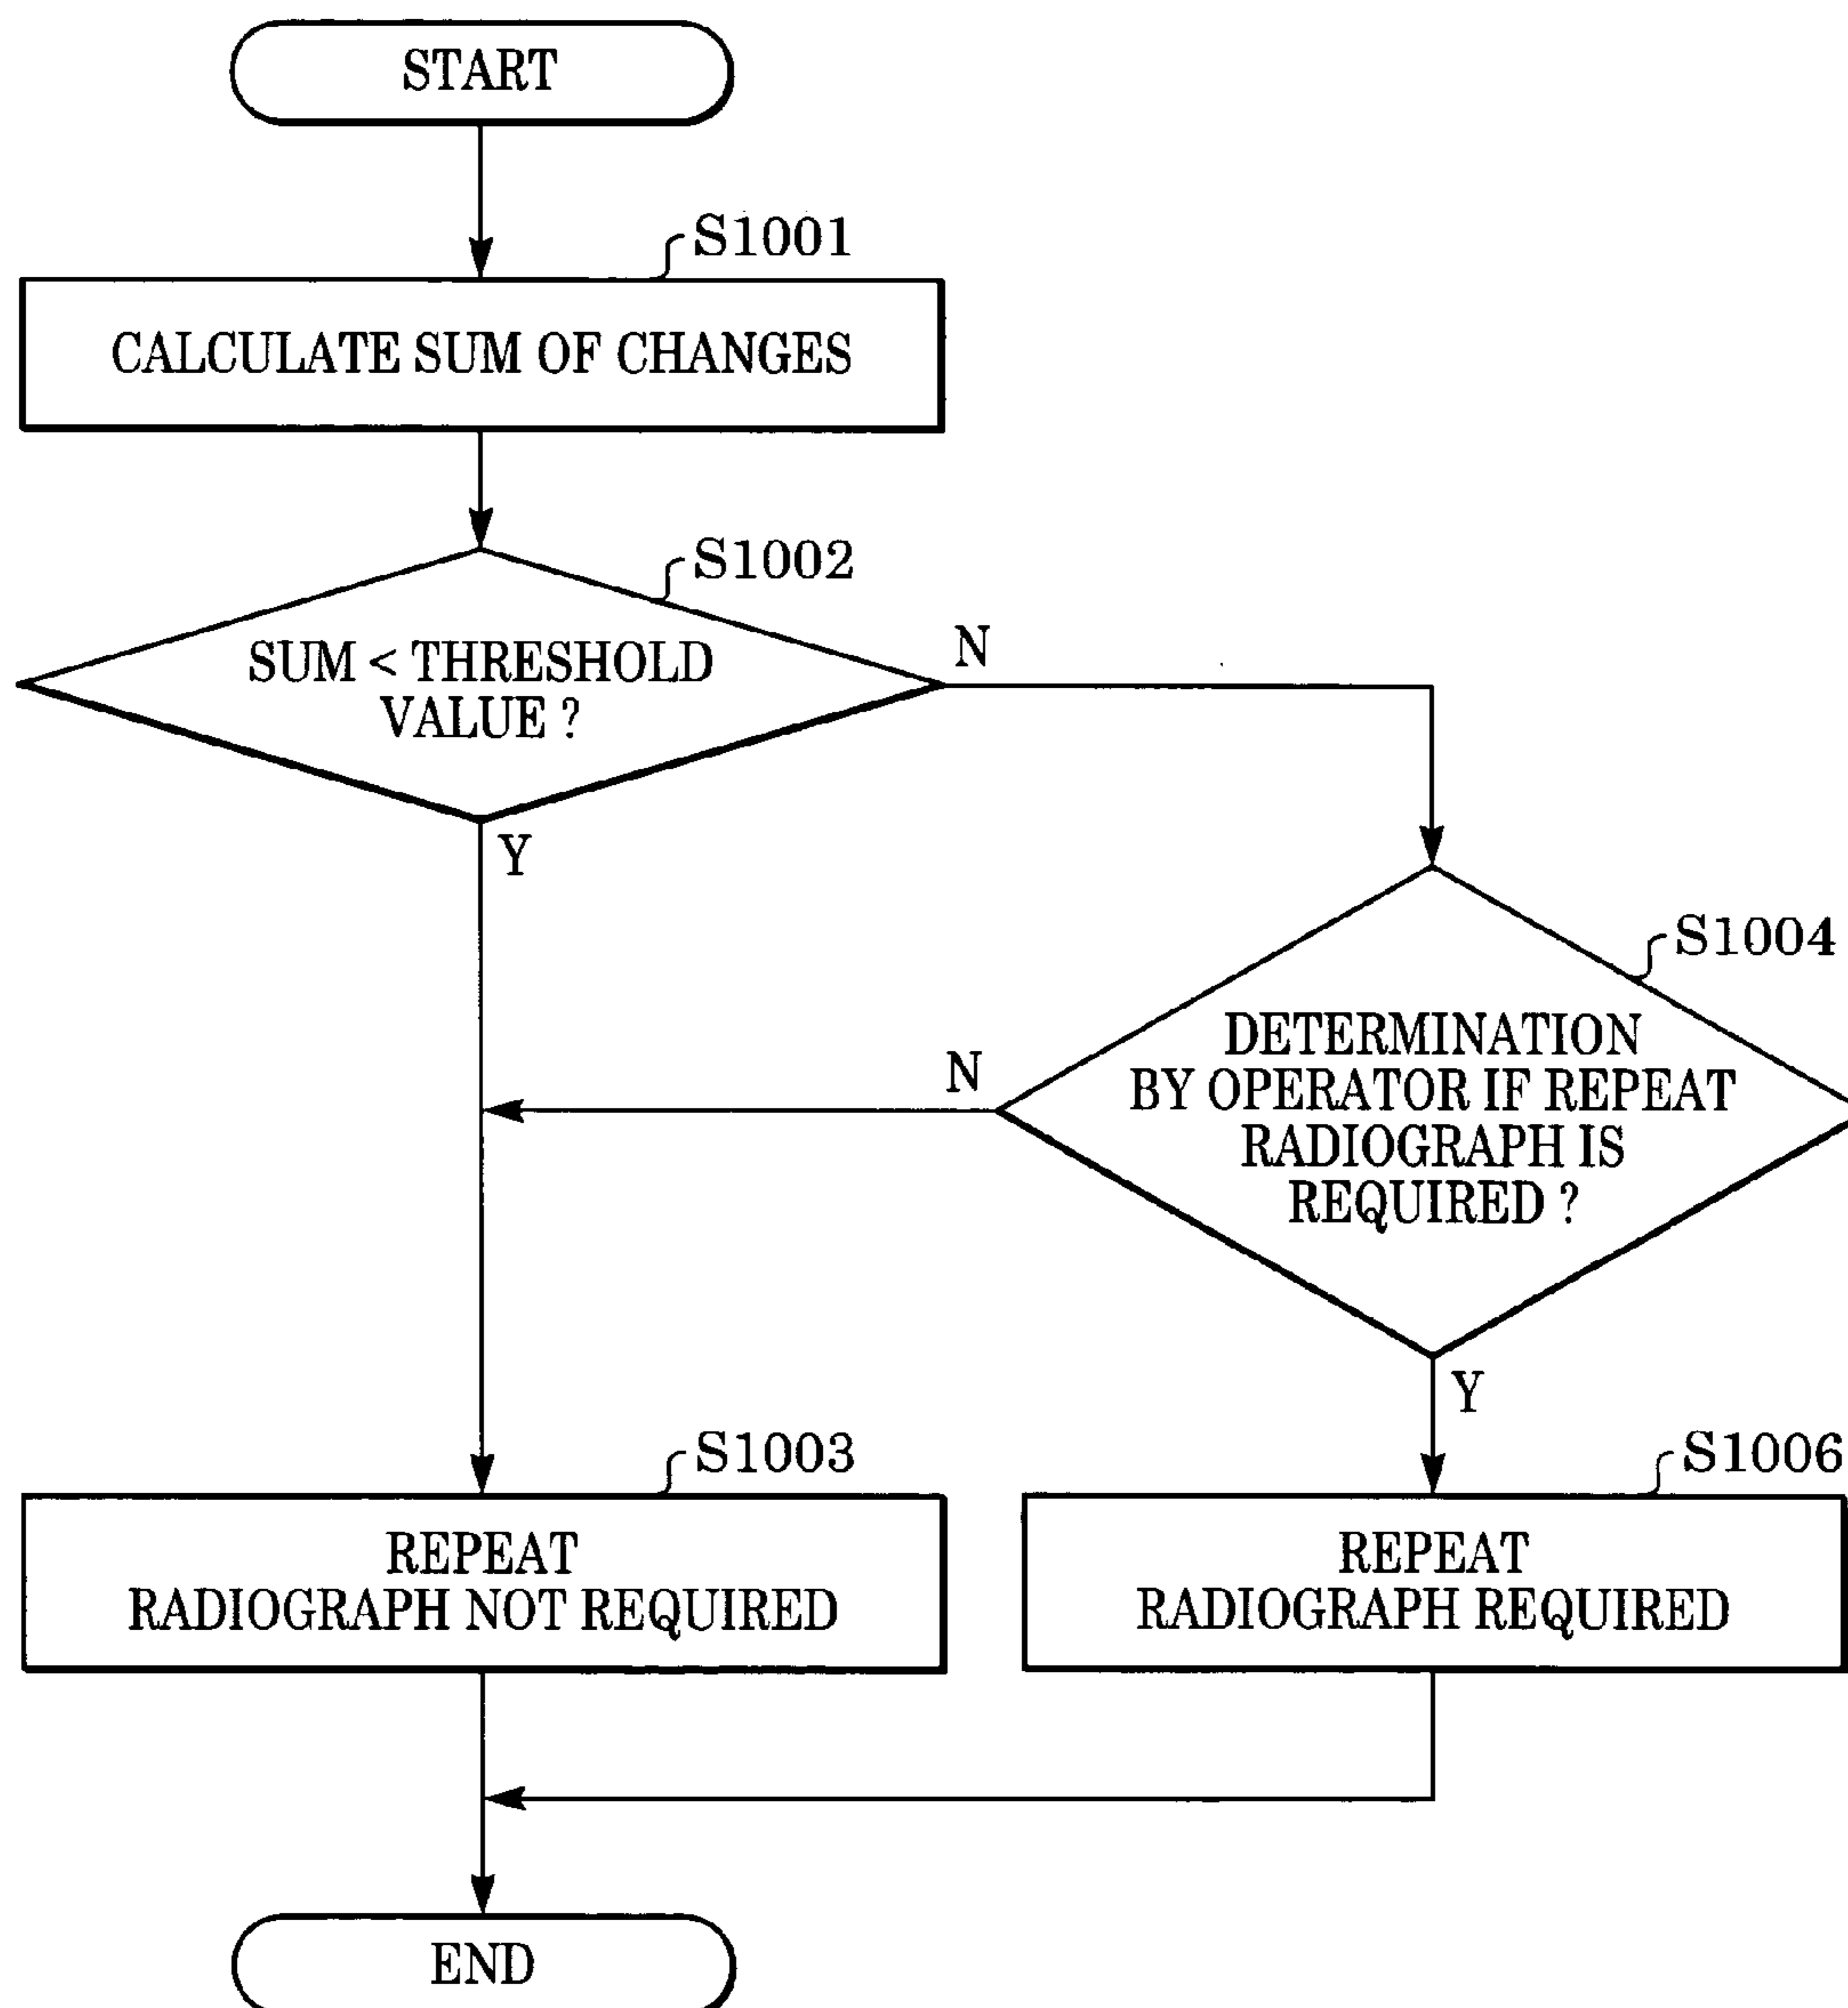 START
S1001
CALCULATE SUM OF CHANGES
S1002
SUM < THRESHOLD
VALUE ?
N
Y
S1004
DETERMINATION
BY OPERATOR IF REPEAT
RADIOGRAPH IS
REQUIRED ?
N
Y
S1003
REPEAT
RADIOGRAPH NOT REQUIRED
S1006
REPEAT
RADIOGRAPH REQUIRED
END